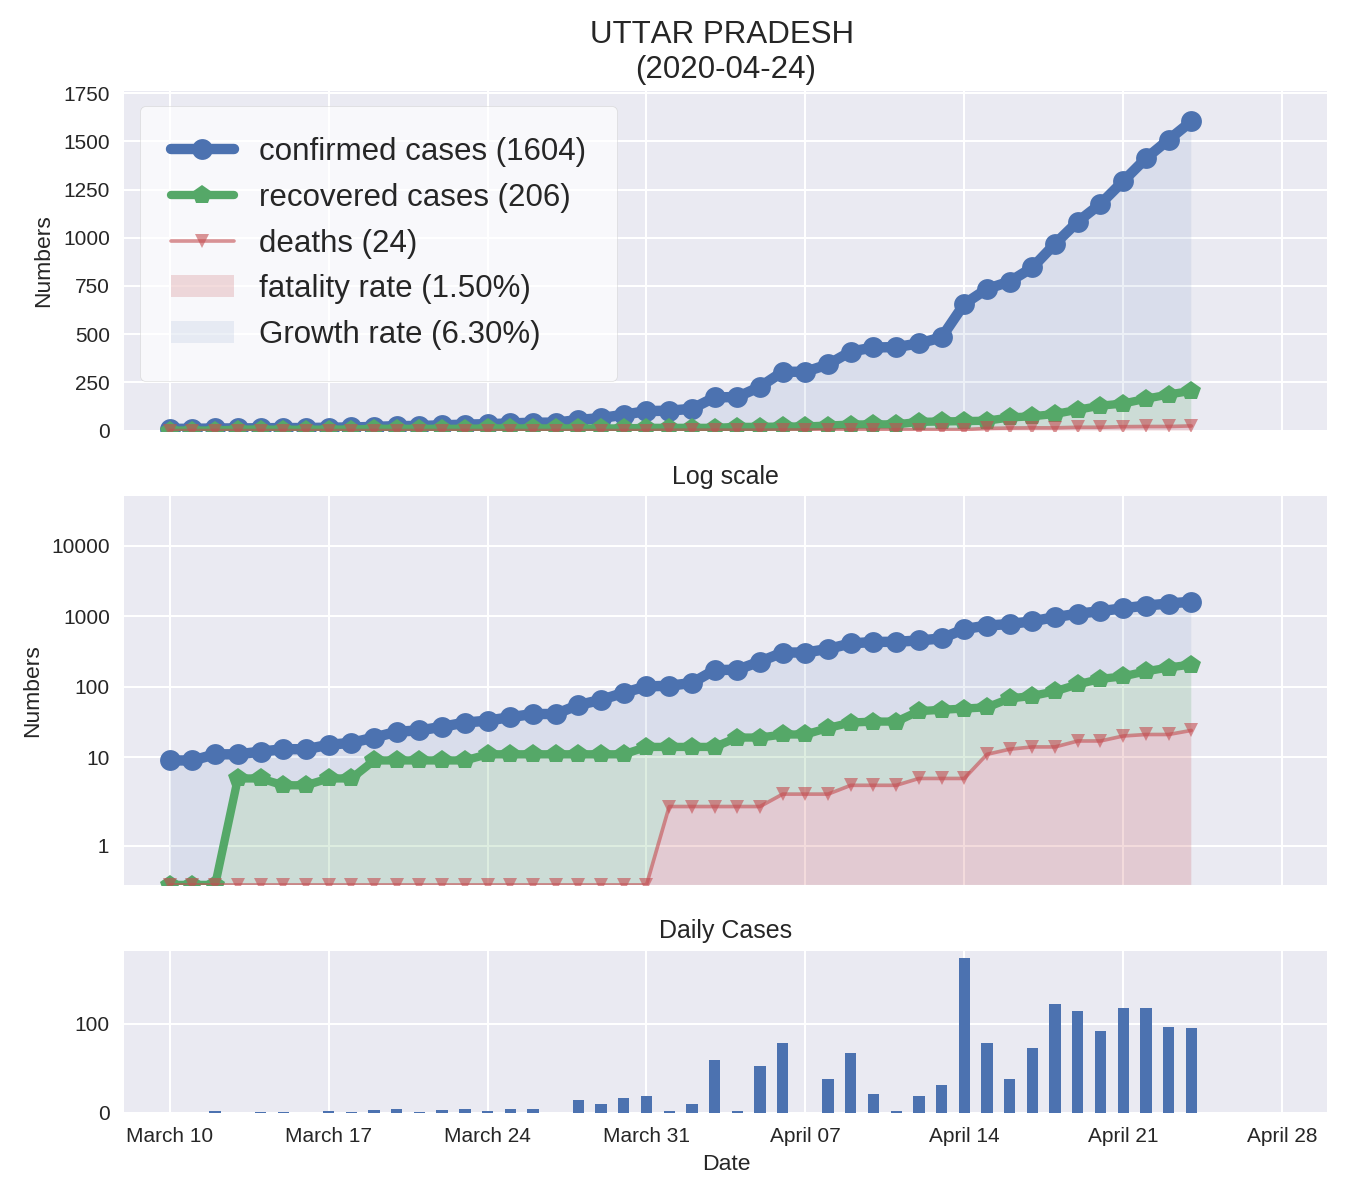 UTTAR PRADESH
(2020-04-24)
1750
1500
1250
1000
750
500
250
0
Numbers
confirmed cases (1604)
recovered cases (206)
deaths (24)
fatality rate (1.50%)
Growth rate (6.30%)
Log scale
10000
1000
100
10
1
Numbers
Daily Cases
100
0
March 10 March 17 March 24 March 31 April 07 April 14 April 21 April 28
Date